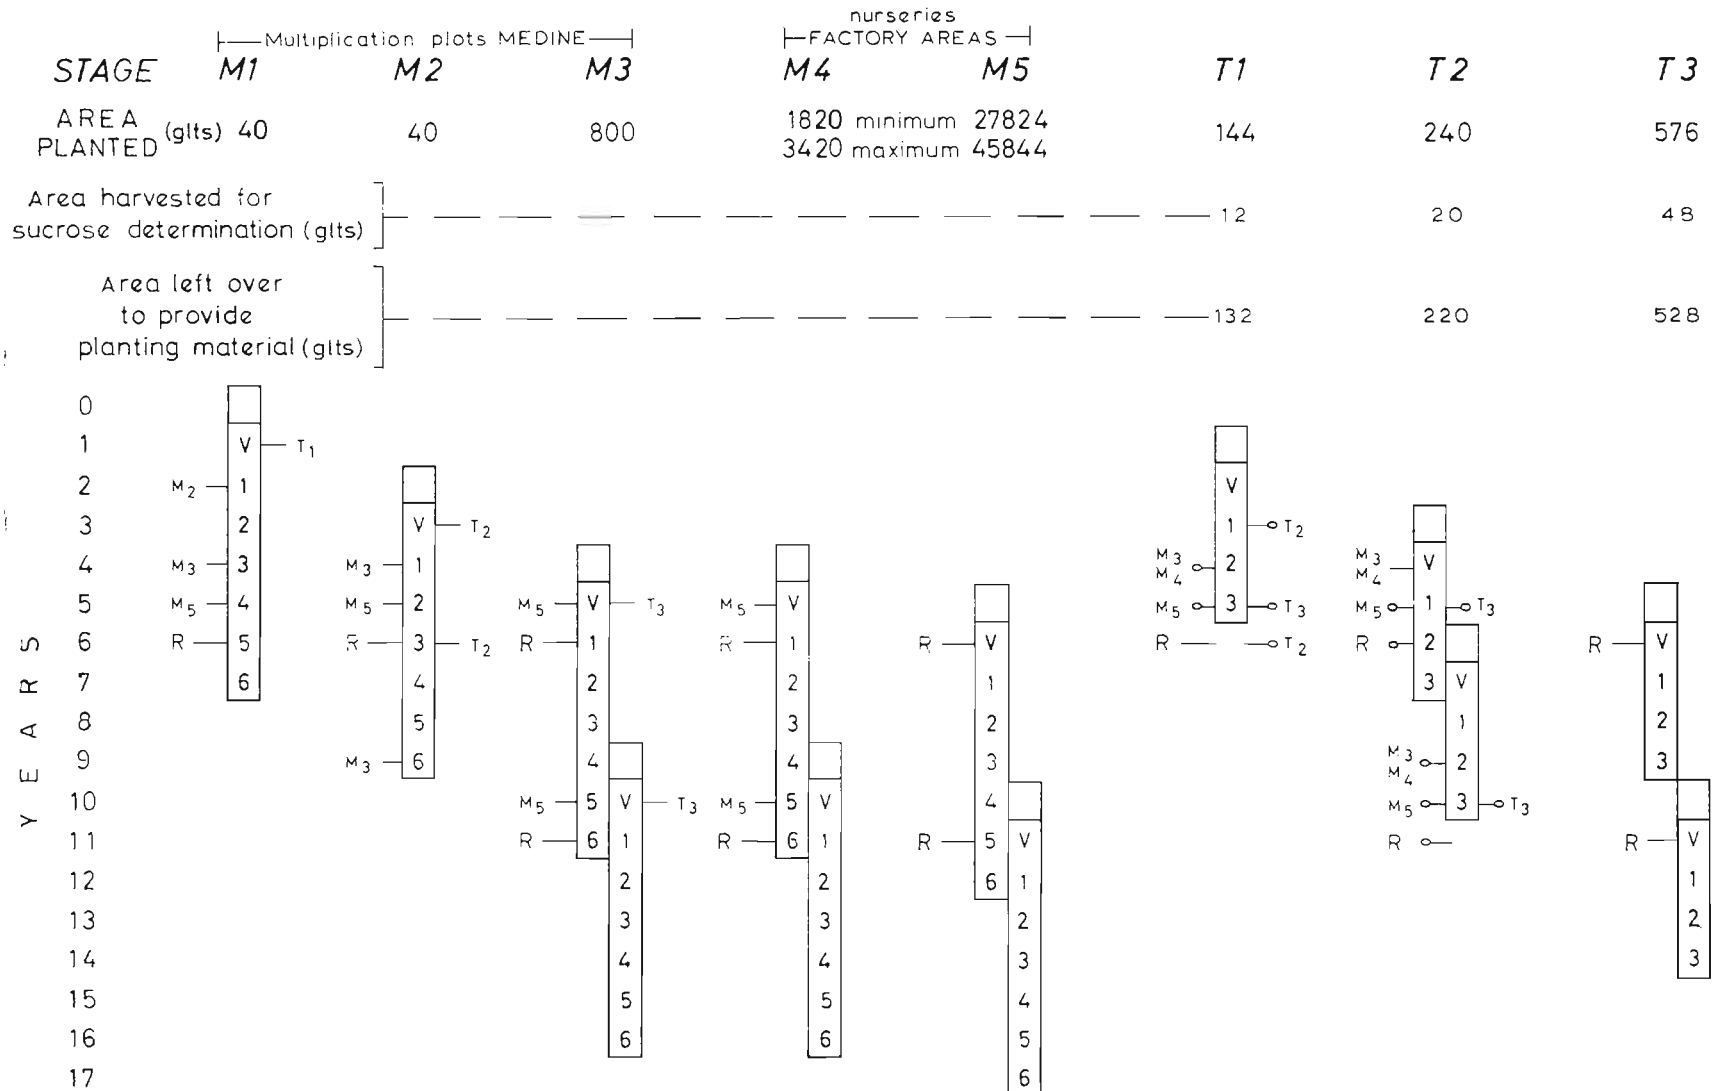 nurseries
Multiplication plots MEDINE FACTORY AREAS
STAGE M1 M2 M3 M4 M5 T1 T2 T3
AREA PLANTED (glts) 40 40 800 1820 minimum 27824 144 240 576
3420 maximum 45844
Area harvested for
sucrose determination (glts) 12 20 48
Area left over
to provide
planting material (glts) 132 220 528
YEARS
0
1 V T1
2 M2 1 V
3 2 V T2 1 T2
4 M3 3 M3 1 M3 M4 2 M3 M4 V
5 M5 4 M5 2 M5 V T3 M5 V M5 3 T3 M5 1 T3
6 R 5 R 3 T2 R 1 R 1 R V R T2 R 2 R V
7 6 4 2 2 1 3 V 1
8 5 3 3 2 1 2
9 M3 6 4 4 3 M3 M4 2 3
10 M5 5 V T3 M5 5 V 4 M5 3 T3
11 R 6 1 R 6 1 R 5 V R R V
12 2 2 6 1 1
13 3 3 2 2
14 4 4 3 3
15 5 5 4
16 6 6 5
17 6